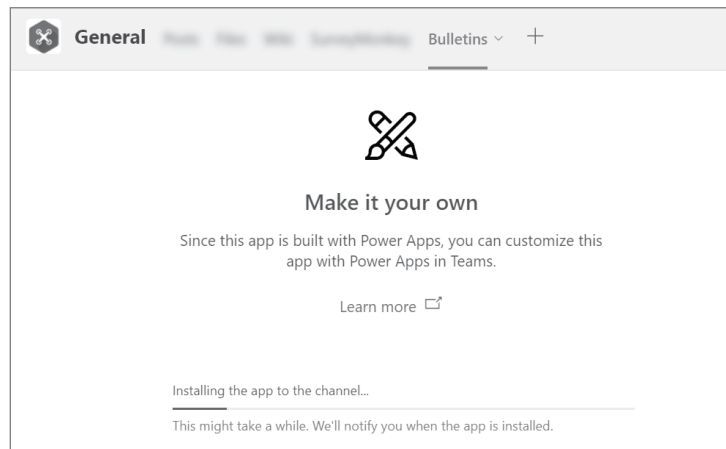 General Bulletins
Make it your own
Since this app is built with Power Apps, you can customize this
app with Power Apps in Teams.
Learn more
Installing the app to the channel...
This might take a while. We'll notify you when the app is installed.